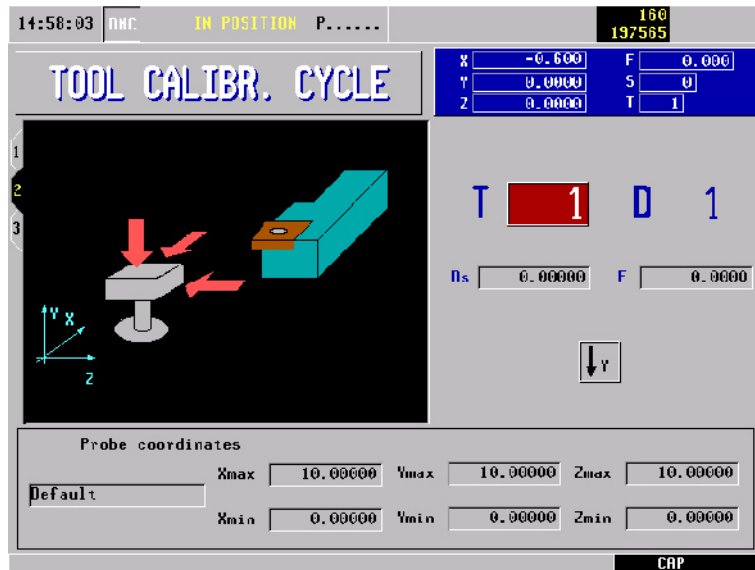 14:58:03 DNC IN POSITION P...... 160
197565
TOOL CALIBR. CYCLE
X -0.600 F 0.000
Y 0.0000 S 0
Z 0.0000 T 1
1
2
3
T 1 D 1
Ds 0.00000 F 0.0000
Y X
Z
Y
Probe coordinates
Xmax 10.00000 Ymax 10.00000 Zmax 10.00000
Default
Xmin 0.00000 Ymin 0.00000 Zmin 0.00000
CAP